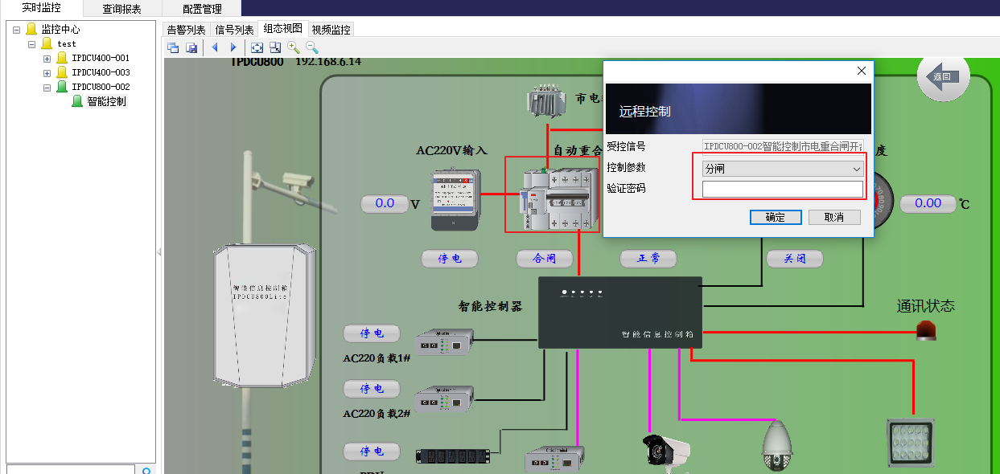 实时监控 查询报表 配置管理
监控中心
test
IPDCU400-001
IPDCU400-003
IPDCU800-002
智能控制
告警列表 信号列表 组态视图 视频监控
IPDCU800 192.168.6.14
返回
市电
AC220V输入
自动重合
度
0.0 V
0.00 ℃
停电
合闸
正常
关闭
远程控制
受控信号 IPDCU800-002智能控制市电重合闸开
控制参数 分闸
验证密码
确定 取消
智能信息控制箱
IPDCU800Lite
智能控制器
智能信息控制箱
通讯状态
停电
AC220负载1#
停电
AC220负载2#
停电